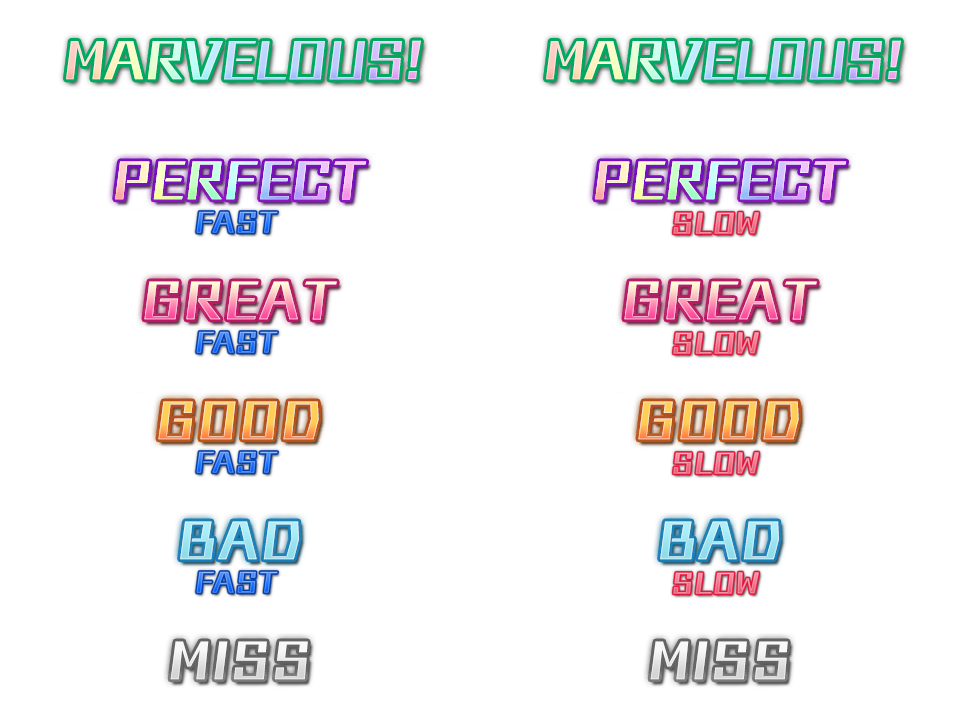 MARVELOUS! MARVELOUS!
PERFECT PERFECT
FAST SLOW
GREAT GREAT
FAST SLOW
GOOD GOOD
FAST SLOW
BAD BAD
FAST SLOW
MISS MISS